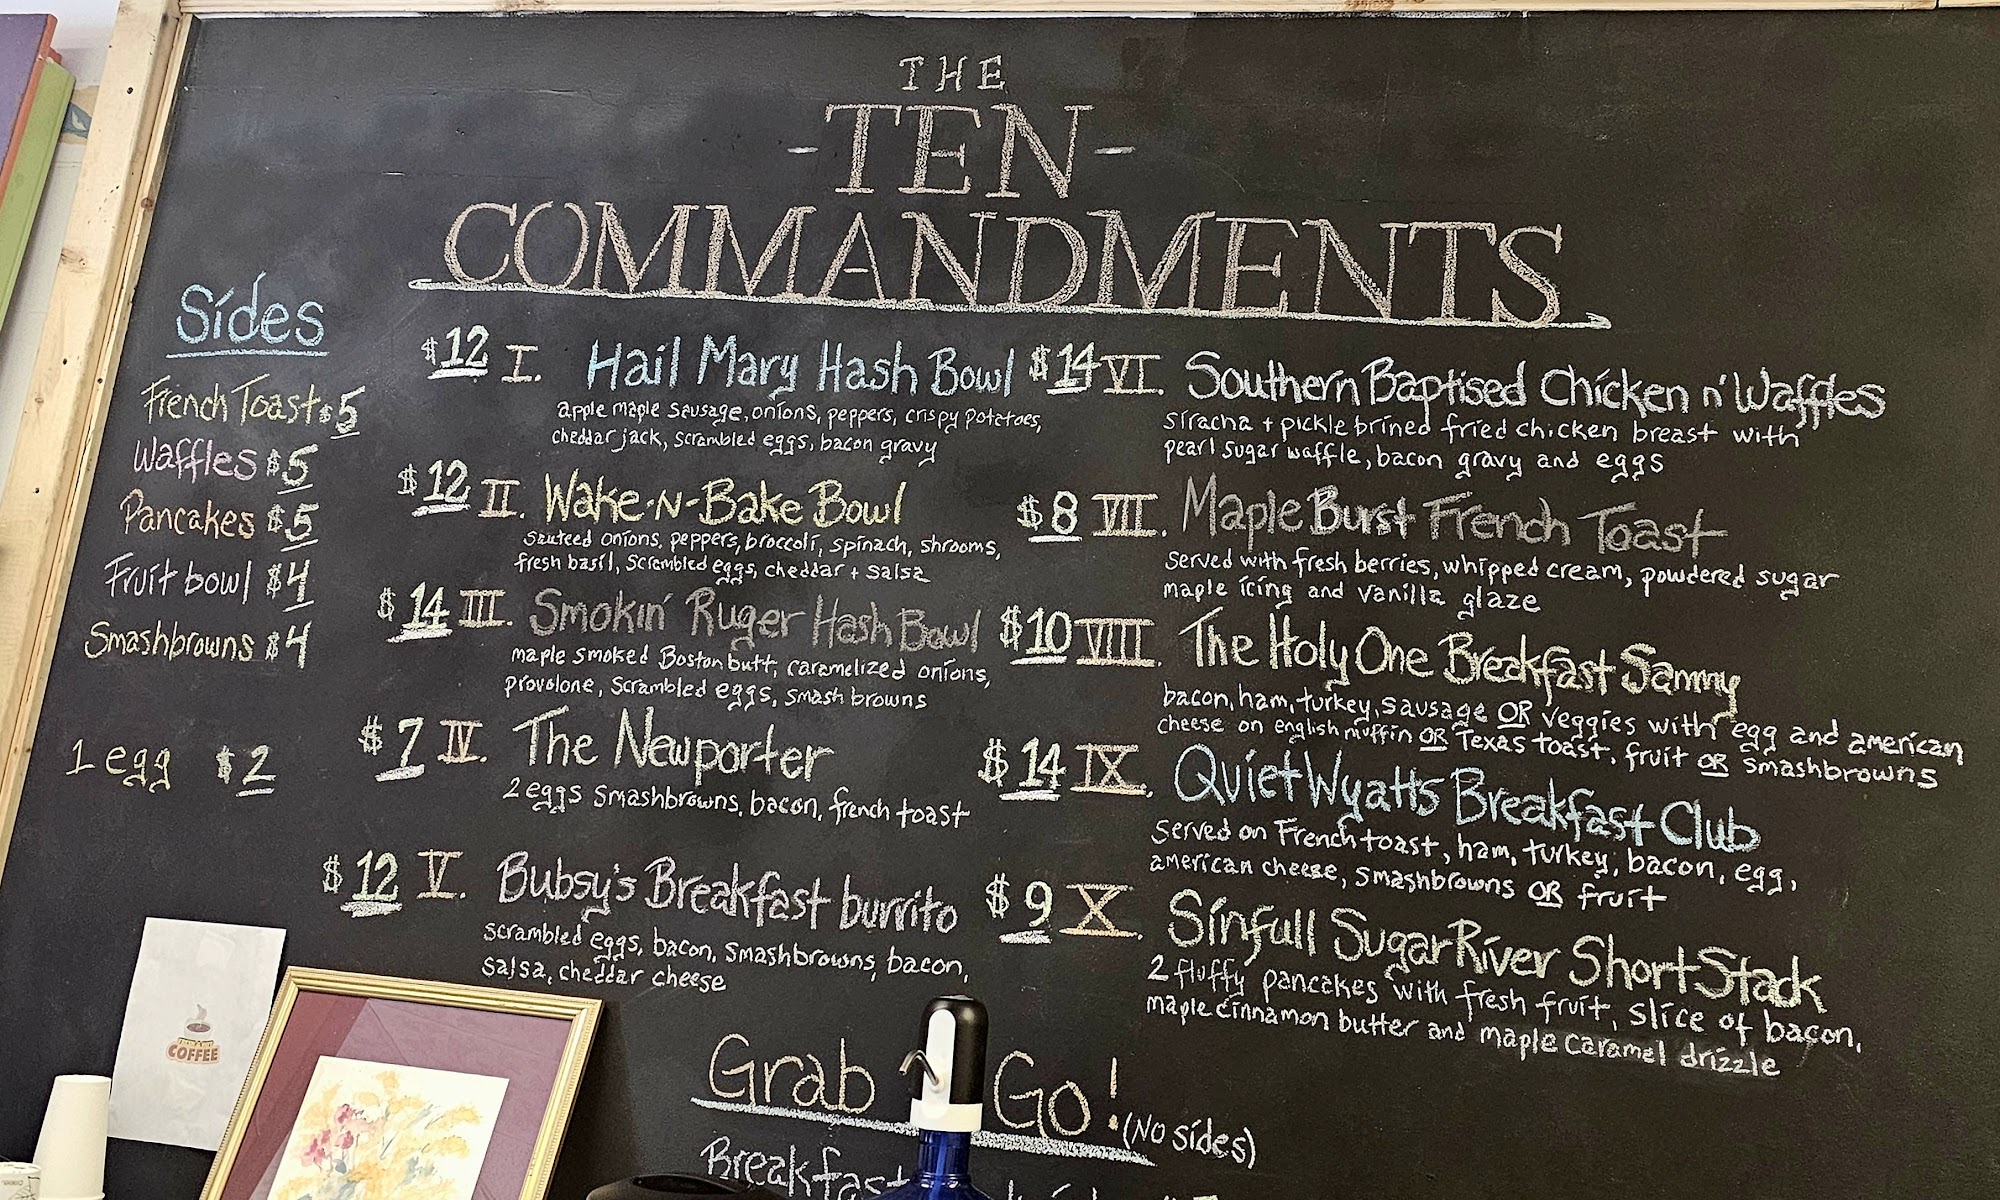 THE
-TEN-
COMMANDMENTS
Sides
French Toast $5
Waffles $5
Pancakes $5
Fruit bowl $4
Smashbrowns $4
1 egg $2
$12 I. Hail Mary Hash Bowl
apple maple sausage, onions, peppers, crispy potatoes,
cheddar jack, scrambled eggs, bacon gravy
$12 II. Wake-N-Bake Bowl
sauteed onions, peppers, broccoli, spinach, shrooms,
fresh basil, scrambled eggs, cheddar + salsa
$14 III. Smokin' Ruger Hash Bowl
maple smoked Boston butt, caramelized onions,
provolone, scrambled eggs, smash browns
$7 IV. The Newporter
2 eggs smashbrowns, bacon, french toast
$12 V. Bubsy's Breakfast burrito
scrambled eggs, bacon, smashbrowns, bacon,
salsa, cheddar cheese
$14 VI. Southern Baptised Chicken n' Waffles
siracha + pickle brined fried chicken breast with
pearl sugar waffle, bacon gravy and eggs
$8 VII. Maple Burst French Toast
served with fresh berries, whipped cream, powdered sugar
maple icing and vanilla glaze
$10 VIII. The Holy One Breakfast Sammy
bacon, ham, turkey, sausage OR veggies with egg and american
cheese on english muffin OR Texas toast, fruit OR smashbrowns
$14 IX. Quiet Wyatts Breakfast Club
Served on French toast, ham, turkey, bacon, egg,
american cheese, smashbrowns OR fruit
$9 X. Sinfull Sugar River Short Stack
2 fluffy pancakes with fresh fruit, slice of bacon,
maple cinnamon butter and maple caramel drizzle
Grab Go! (No sides)
Breakfast
COFFEE